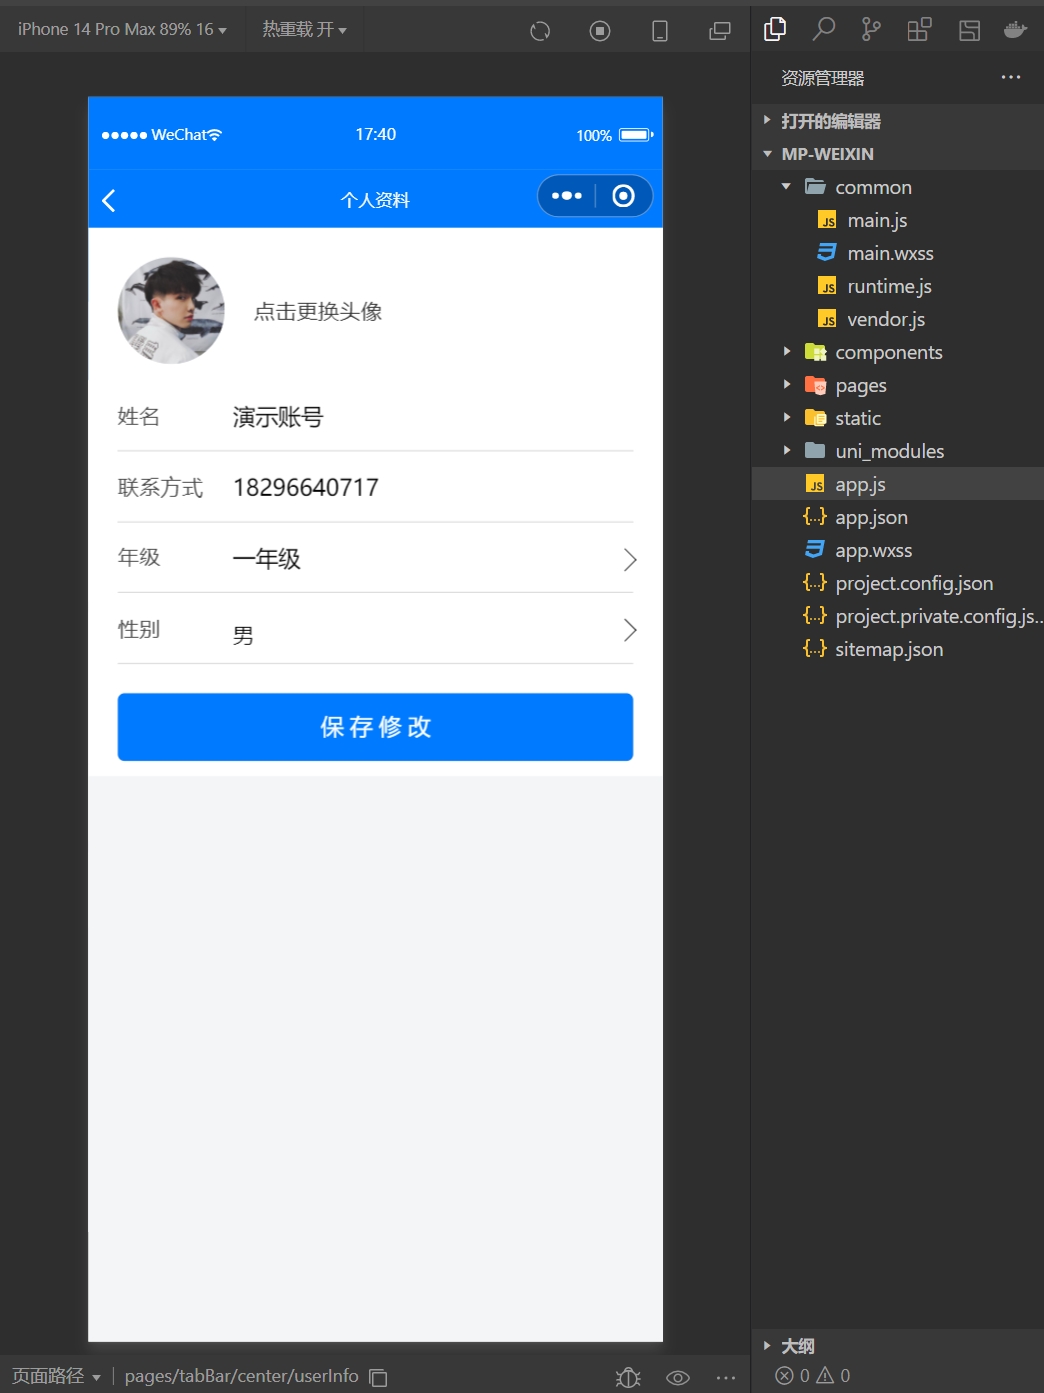 iPhone 14 Pro Max 89% 16
热重载 开
WeChat
17:40
100%
个人资料
点击更换头像
姓名 演示账号
联系方式 18296640717
年级 一年级
性别 男
保存修改
页面路径 pages/tabBar/center/userInfo
资源管理器
打开的编辑器
MP-WEIXIN
common
JS main.js
main.wxss
JS runtime.js
JS vendor.js
components
pages
static
uni_modules
JS app.js
{..} app.json
app.wxss
{..} project.config.json
{..} project.private.config.js..
{..} sitemap.json
大纲
0 0